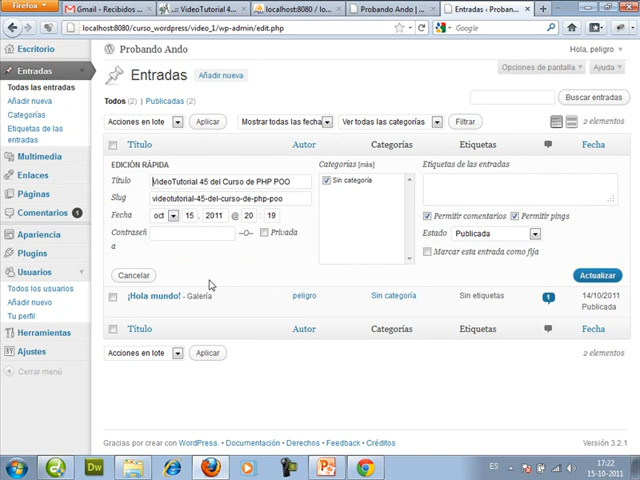 Firefox
Gmail - Recibidos
.:: VideoTutorial 4...
localhost:8080/ / lo...
Probando Ando | ...
Entradas ‹ Proban...
localhost:8080/curso_wordpress/video_1/wp-admin/edit.php
Google
Escritorio
Entradas
Todas las entradas
Añadir nueva
Categorías
Etiquetas de las
entradas
Multimedia
Enlaces
Páginas
Comentarios 1
Apariencia
Plugins
Usuarios
Todos los usuarios
Añadir nuevo
Tu perfil
Herramientas
Ajustes
Cerrar menú
Probando Ando
Hola, peligro
Entradas
Añadir nueva
Opciones de pantalla
Ayuda
Todos (2) | Publicadas (2)
Buscar entradas
Acciones en lote
Aplicar
Mostrar todas las fecha
Ver todas las categorías
Filtrar
2 elementos
Título
Autor
Categorías
Etiquetas
Fecha
EDICIÓN RÁPIDA
Título
VideoTutorial 45 del Curso de PHP POO
Slug
videotutorial-45-del-curso-de-php-poo
Fecha
oct 15, 2011 @ 20 : 19
Contraseñ
a
–O–
Privada
Categorías [más]
Sin categoría
Etiquetas de las entradas
Permitir comentarios
Permitir pings
Estado
Publicada
Marcar esta entrada como fija
Cancelar
Actualizar
¡Hola mundo! - Galería
peligro
Sin categoría
Sin etiquetas
1
14/10/2011
Publicada
Título
Autor
Categorías
Etiquetas
Fecha
Acciones en lote
Aplicar
2 elementos
Gracias por crear con WordPress. • Documentación • Derechos • Feedback • Créditos
Versión 3.2.1
Dw
ES
17:22
15-10-2011